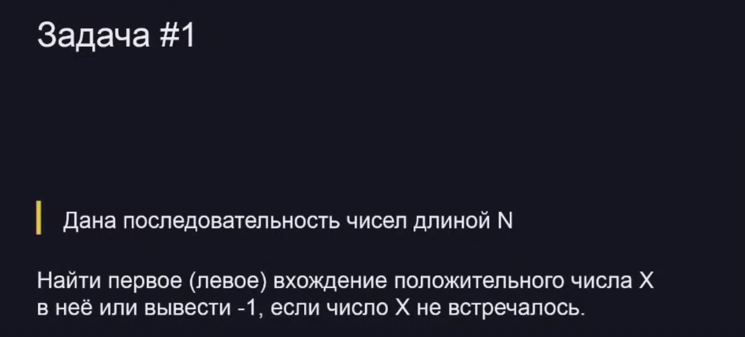 Задача #1
Дана последовательность чисел длиной N
Найти первое (левое) вхождение положительного числа X
в неё или вывести -1, если число X не встречалось.